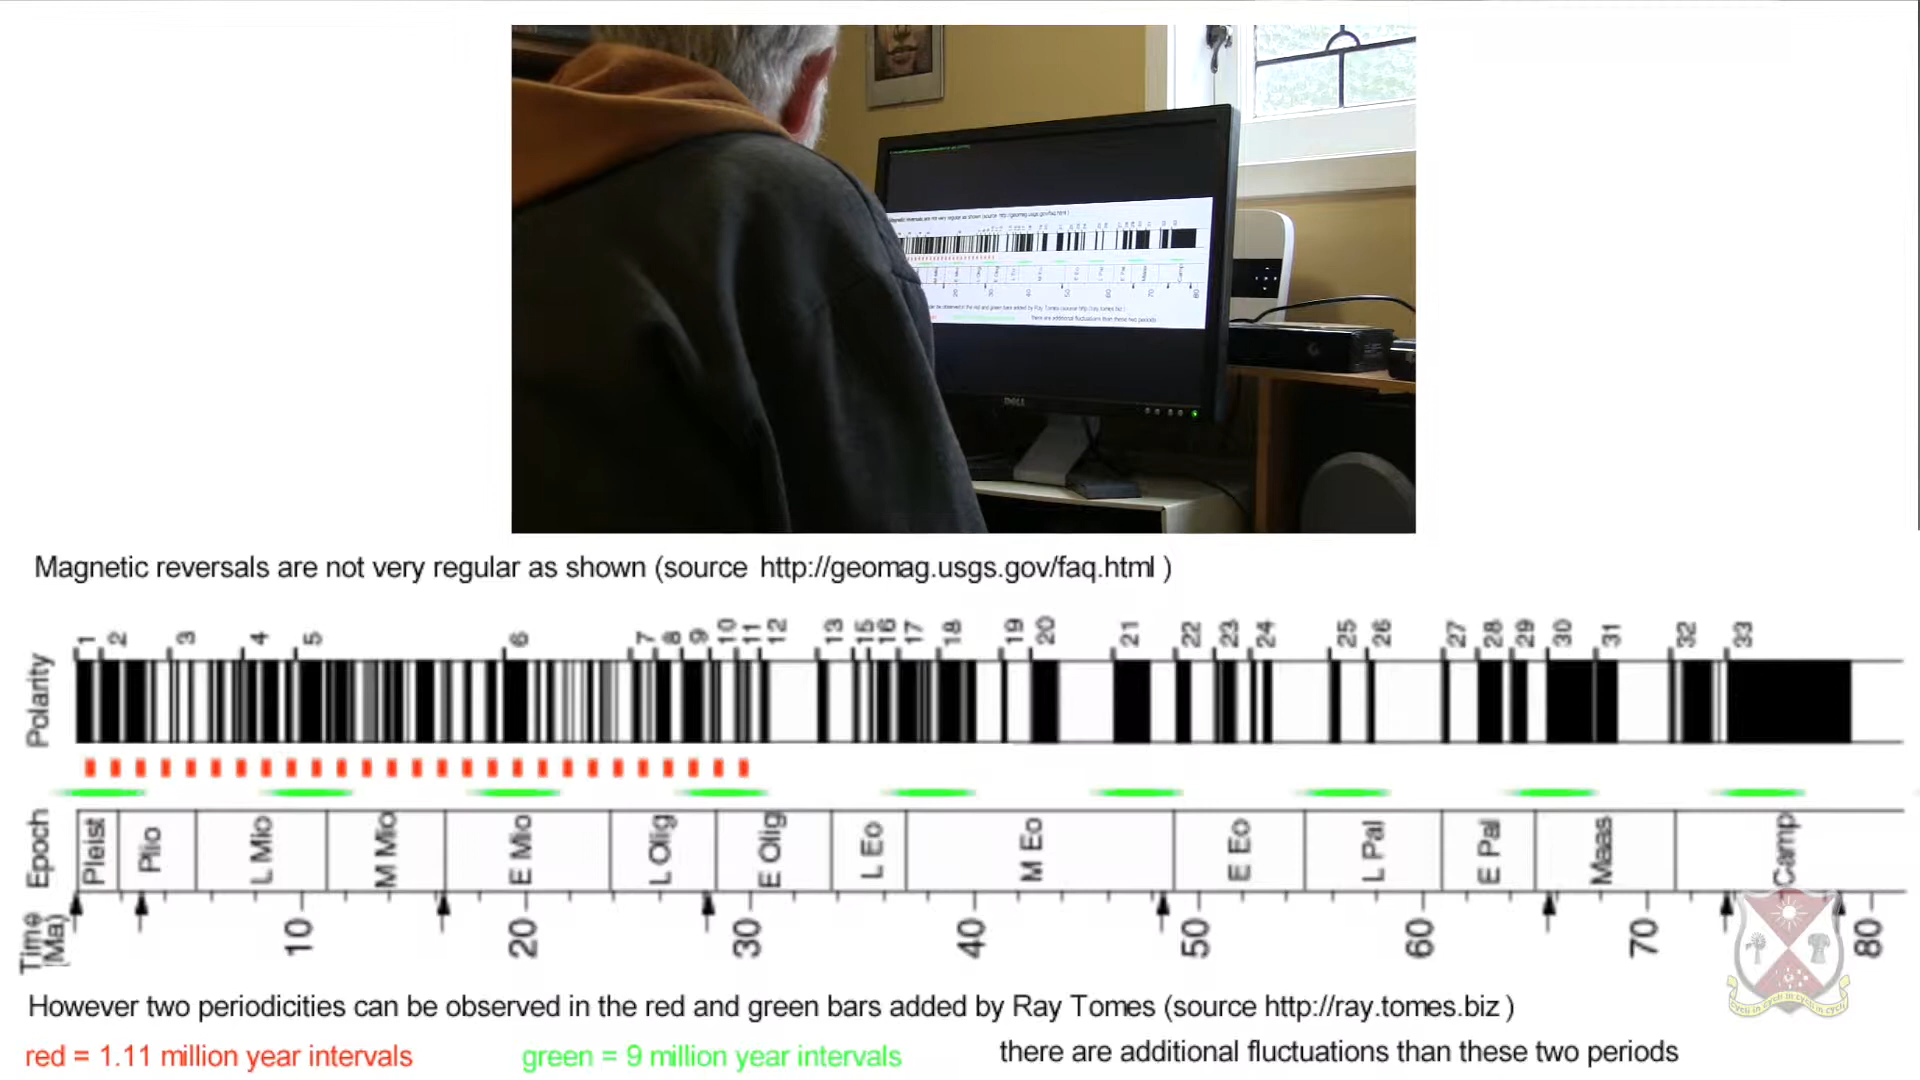 Magnetic reversals are not very regular as shown (source http://geomag.usgs.gov/faq.html )
1 2 3 4 5 6 7 8 9 10 11 12 13 15 16 17 18 19 20 21 22 23 24 25 26 27 28 29 30 31 32 33
Polarity
Epoch Pleist Plio L Mio M Mio E Mio L Olig E Olig L Eo M Eo E Eo L Pal E Pal Maas Camp
Time (Ma) 10 20 30 40 50 60 70 80
However two periodicities can be observed in the red and green bars added by Ray Tomes (source http://ray.tomes.biz )
red = 1.11 million year intervals
green = 9 million year intervals
there are additional fluctuations than these two periods
DELL